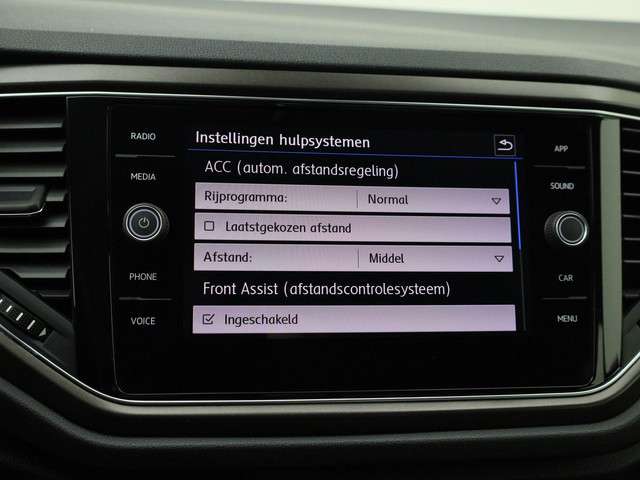 RADIO
MEDIA
PHONE
VOICE
Instellingen hulpsystemen
ACC (autom. afstandsregeling)
Rijprogramma: Normal
Laatstgekozen afstand
Afstand: Middel
Front Assist (afstandscontrolesysteem)
Ingeschakeld
APP
SOUND
CAR
MENU